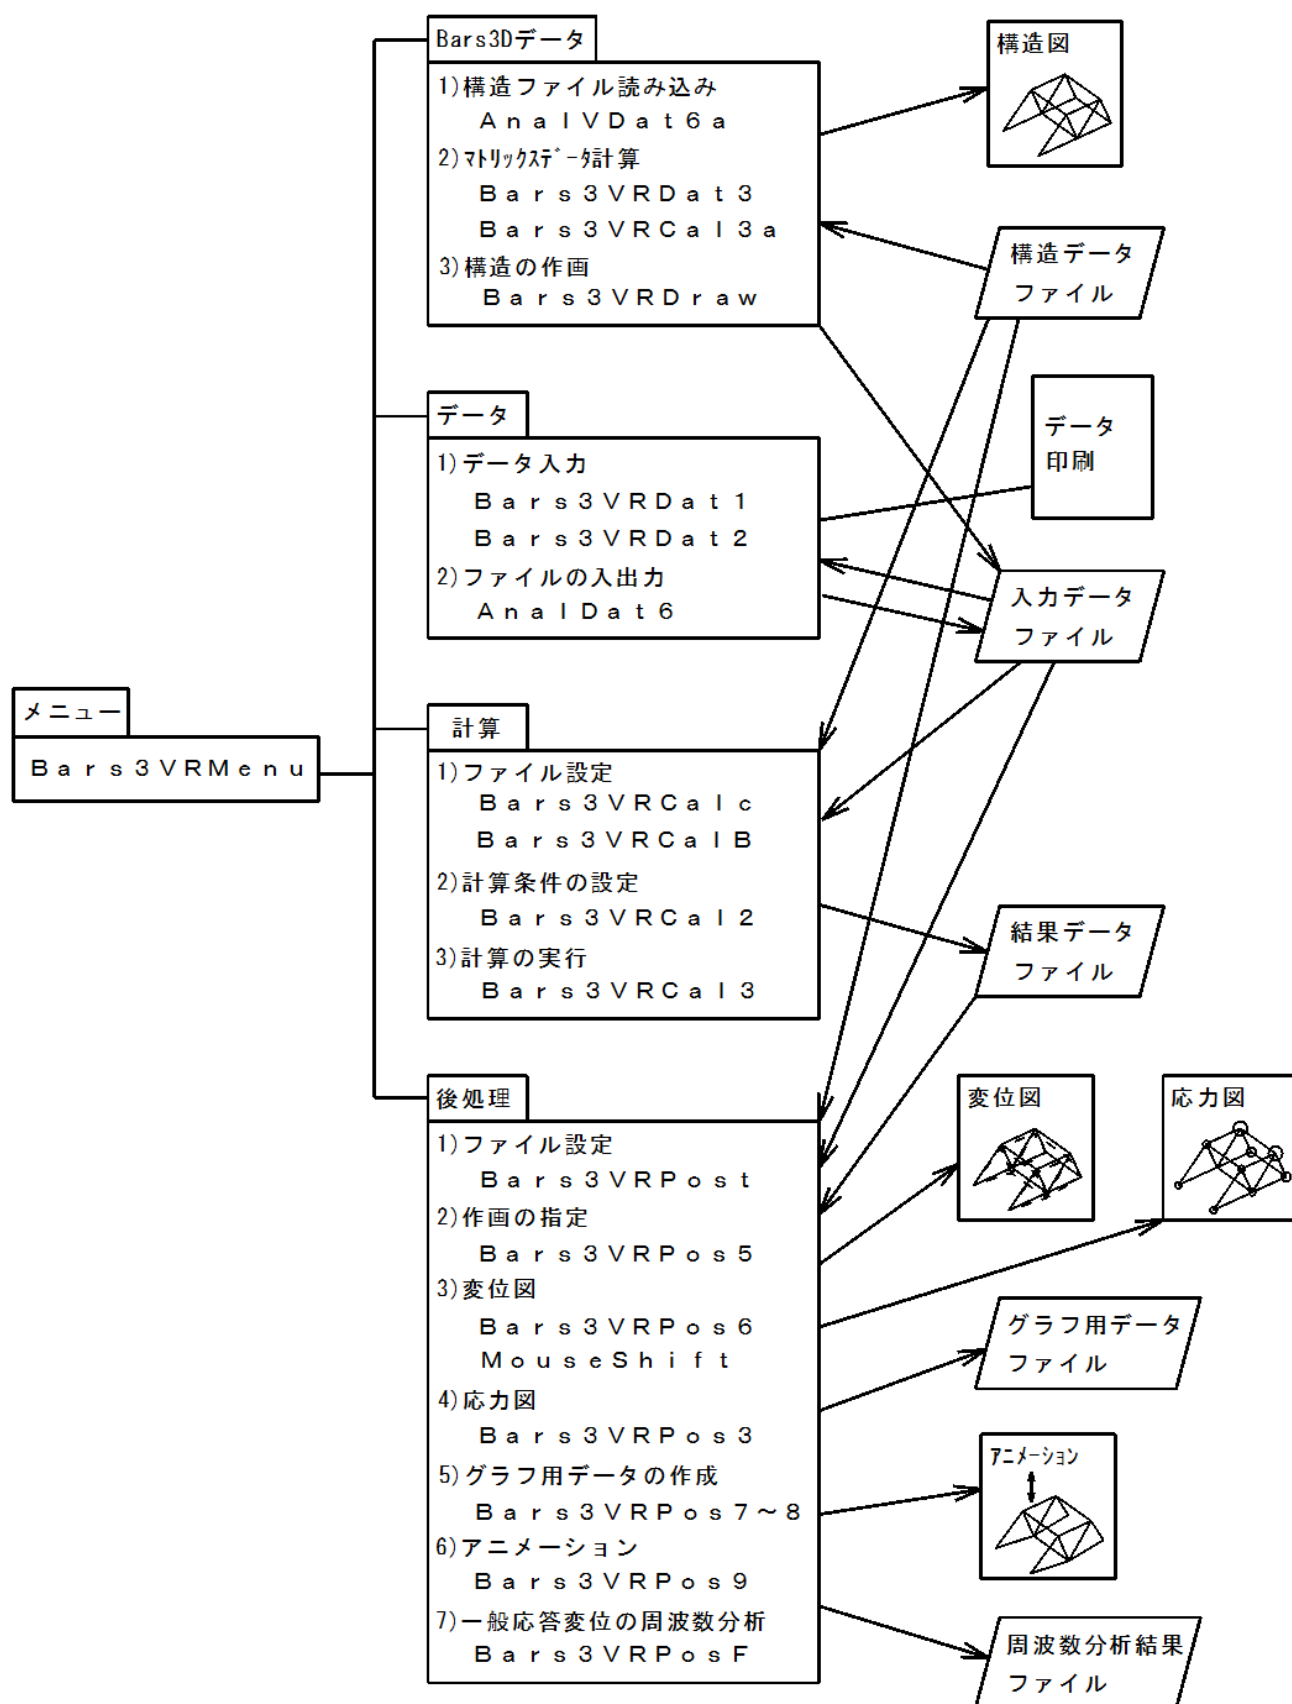 メニュー
Ｂａｒｓ３ＶＲＭｅｎｕ
Bars3Dデータ
1)構造ファイル読み込み
ＡｎａｌＶＤａｔ６ａ
2)ﾏﾄﾘｯｸｽﾃﾞｰﾀ計算
Ｂａｒｓ３ＶＲＤａｔ３
Ｂａｒｓ３ＶＲＣａｌ３ａ
3)構造の作画
Ｂａｒｓ３ＶＲＤｒａｗ
データ
1)データ入力
Ｂａｒｓ３ＶＲＤａｔ１
Ｂａｒｓ３ＶＲＤａｔ２
2)ファイルの入出力
ＡｎａｌＤａｔ６
計算
1)ファイル設定
Ｂａｒｓ３ＶＲＣａｌｃ
Ｂａｒｓ３ＶＲＣａｌＢ
2)計算条件の設定
Ｂａｒｓ３ＶＲＣａｌ２
3)計算の実行
Ｂａｒｓ３ＶＲＣａｌ３
後処理
1)ファイル設定
Ｂａｒｓ３ＶＲＰｏｓｔ
2)作画の指定
Ｂａｒｓ３ＶＲＰｏｓ５
3)変位図
Ｂａｒｓ３ＶＲＰｏｓ６
ＭｏｕｓｅＳｈｉｆｔ
4)応力図
Ｂａｒｓ３ＶＲＰｏｓ３
5)グラフ用データの作成
Ｂａｒｓ３ＶＲＰｏｓ７～８
6)アニメーション
Ｂａｒｓ３ＶＲＰｏｓ９
7)一般応答変位の周波数分析
Ｂａｒｓ３ＶＲＰｏｓＦ
構造図
構造データ
ファイル
データ
印刷
入力データ
ファイル
結果データ
ファイル
変位図
応力図
グラフ用データ
ファイル
ｱﾆﾒｰｼｮﾝ
周波数分析結果
ファイル